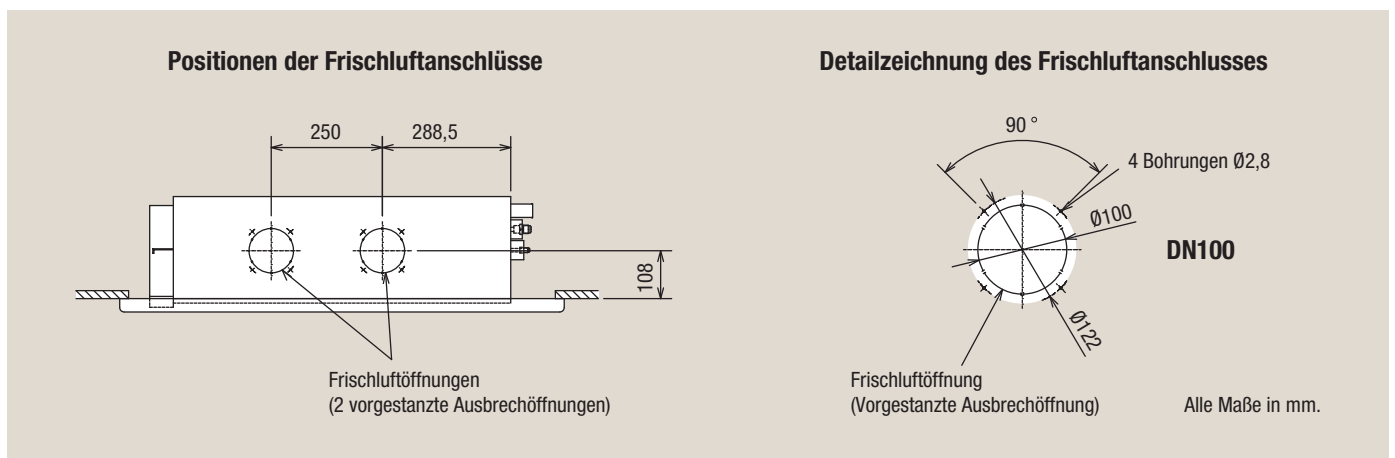 Positionen der Frischluftanschlüsse
250
288,5
108
Frischluftöffnungen
(2 vorgestanzte Ausbrechöffnungen)
Detailzeichnung des Frischluftanschlusses
90 °
4 Bohrungen Ø2,8
Ø100
DN100
Ø122
Frischluftöffnung
(Vorgestanzte Ausbrechöffnung)
Alle Maße in mm.